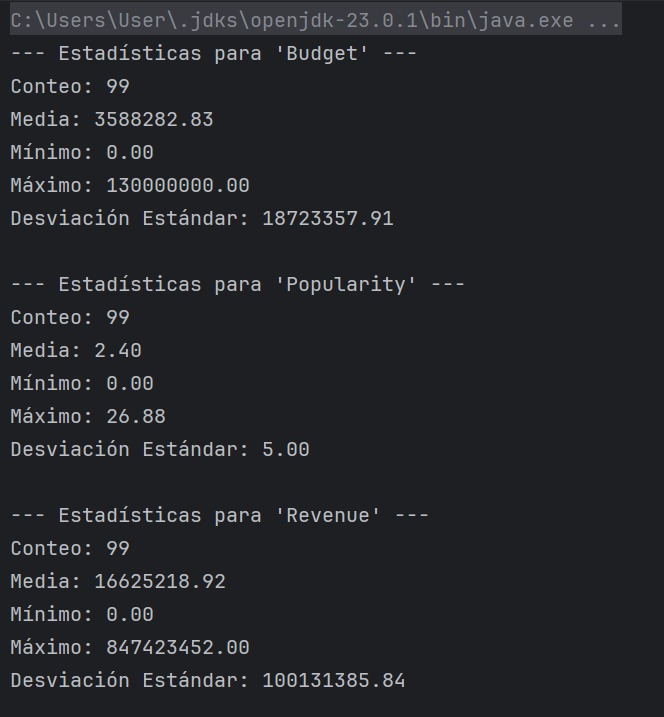 C:\Users\User\.jdks\openjdk-23.0.1\bin\java.exe ...
--- Estadísticas para 'Budget' ---
Conteo: 99
Media: 3588282.83
Mínimo: 0.00
Máximo: 130000000.00
Desviación Estándar: 18723357.91
--- Estadísticas para 'Popularity' ---
Conteo: 99
Media: 2.40
Mínimo: 0.00
Máximo: 26.88
Desviación Estándar: 5.00
--- Estadísticas para 'Revenue' ---
Conteo: 99
Media: 16625218.92
Mínimo: 0.00
Máximo: 847423452.00
Desviación Estándar: 100131385.84